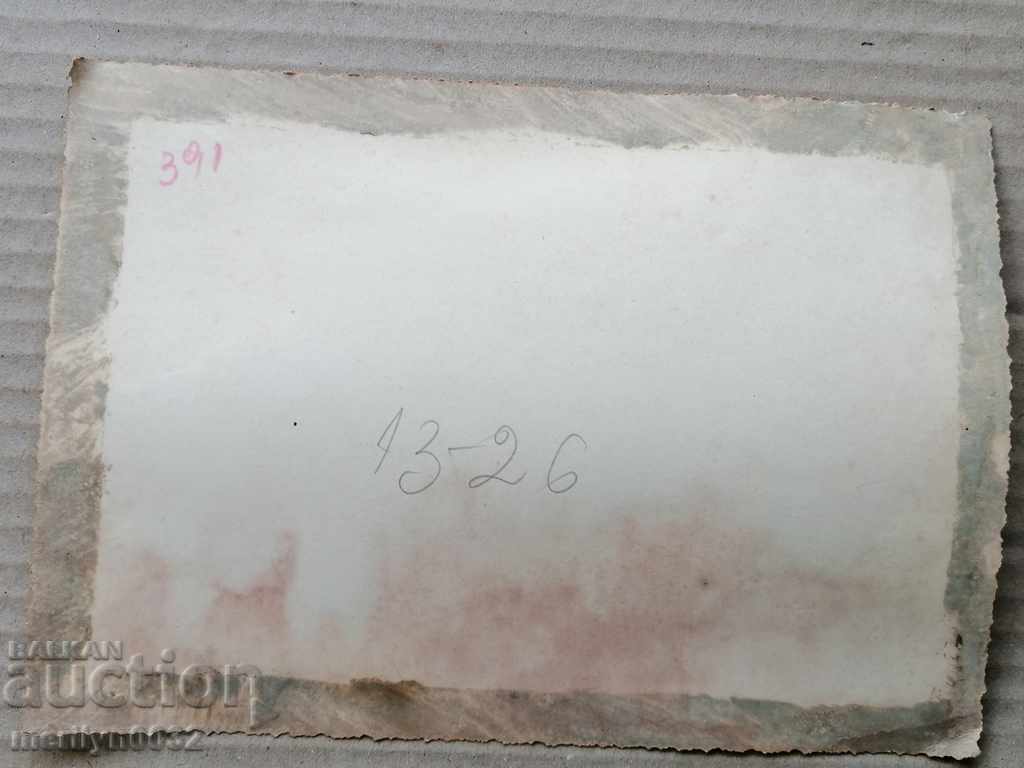 391
13-26
BALKAN
auction
merilyn0032